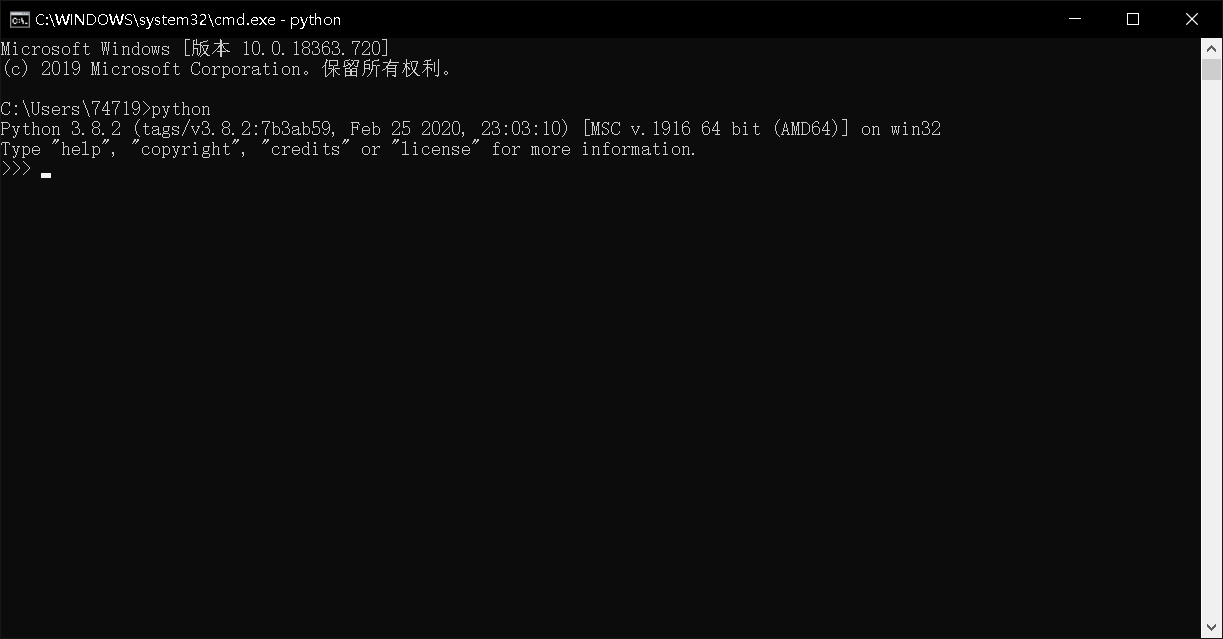 C:\WINDOWS\system32\cmd.exe - python
Microsoft Windows [版本 10.0.18363.720]
(c) 2019 Microsoft Corporation。保留所有权利。
C:\Users\74719>python
Python 3.8.2 (tags/v3.8.2:7b3ab59, Feb 25 2020, 23:03:10) [MSC v.1916 64 bit (AMD64)] on win32
Type "help", "copyright", "credits" or "license" for more information.
>>>